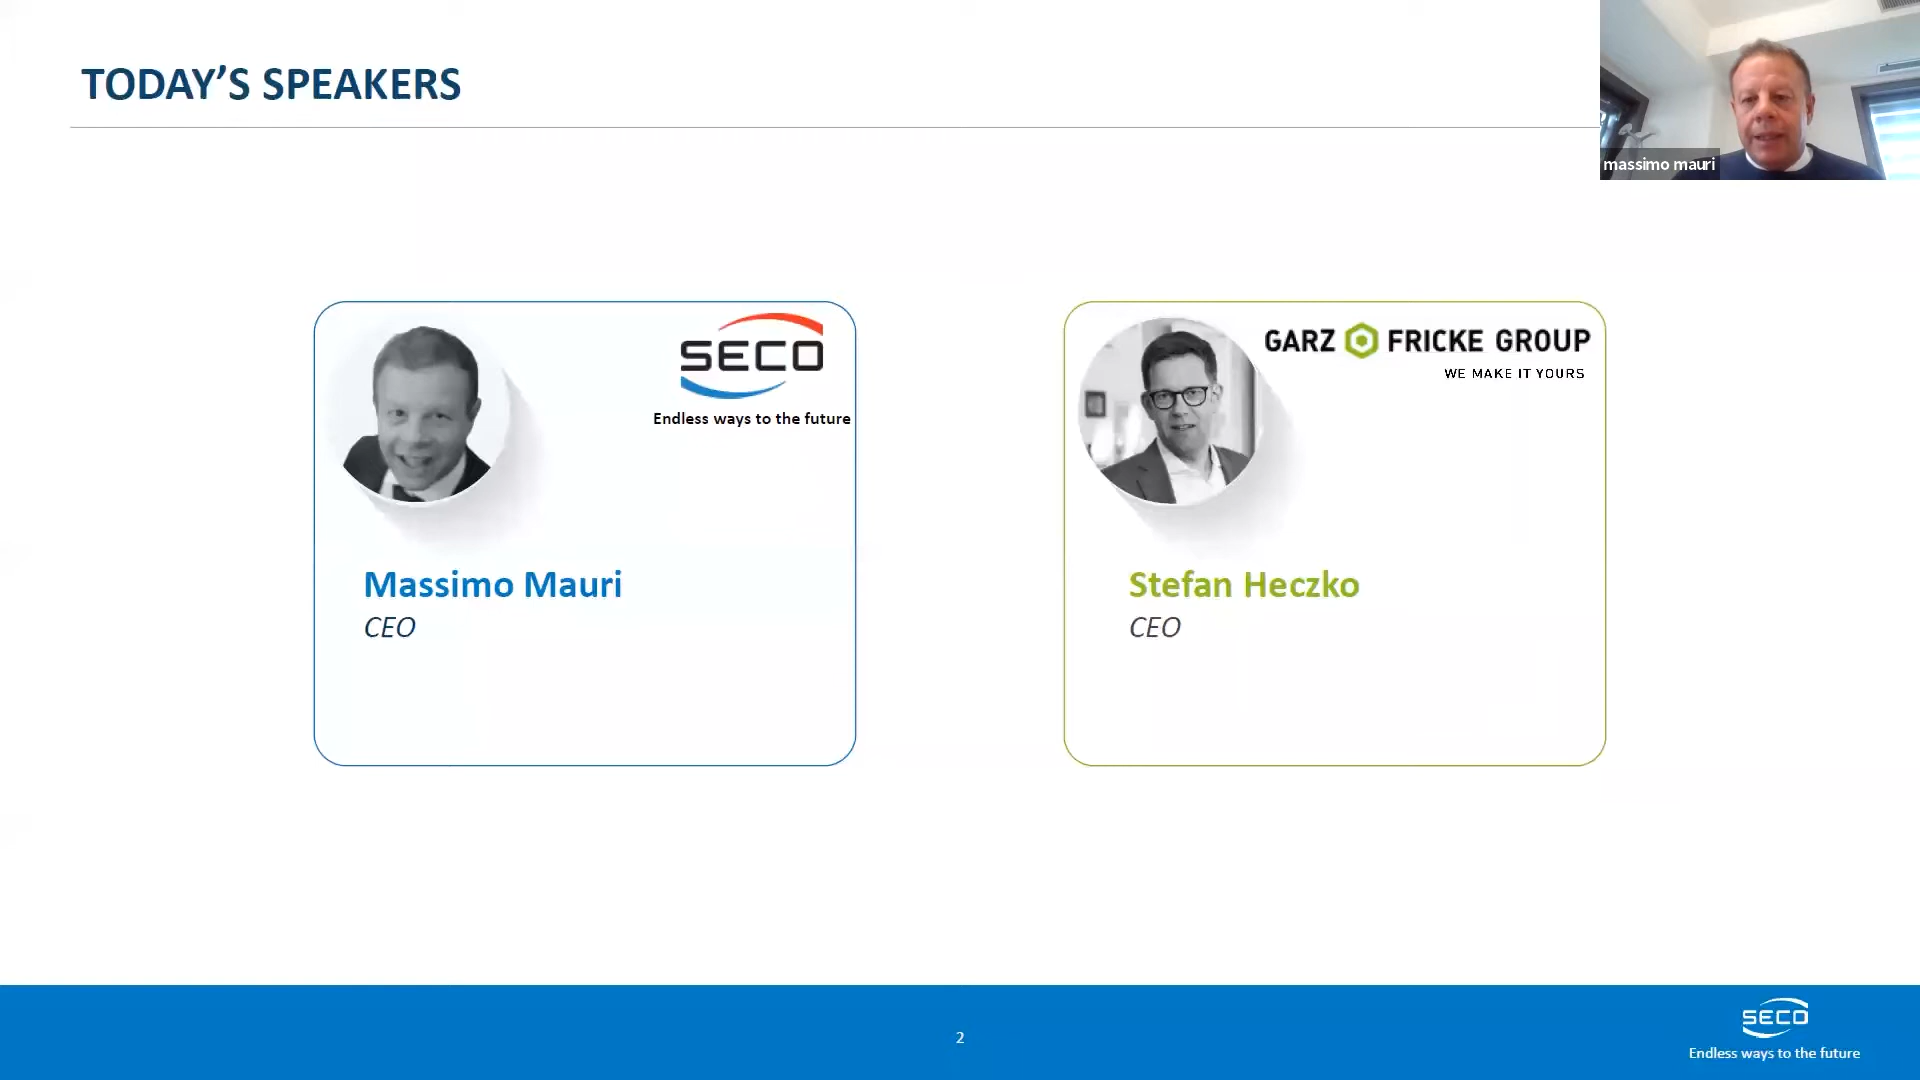 TODAY'S SPEAKERS
massimo mauri
SECO
Endless ways to the future
Massimo Mauri
CEO
GARZ FRICKE GROUP
WE MAKE IT YOURS
Stefan Heczko
CEO
2
SECO
Endless ways to the future